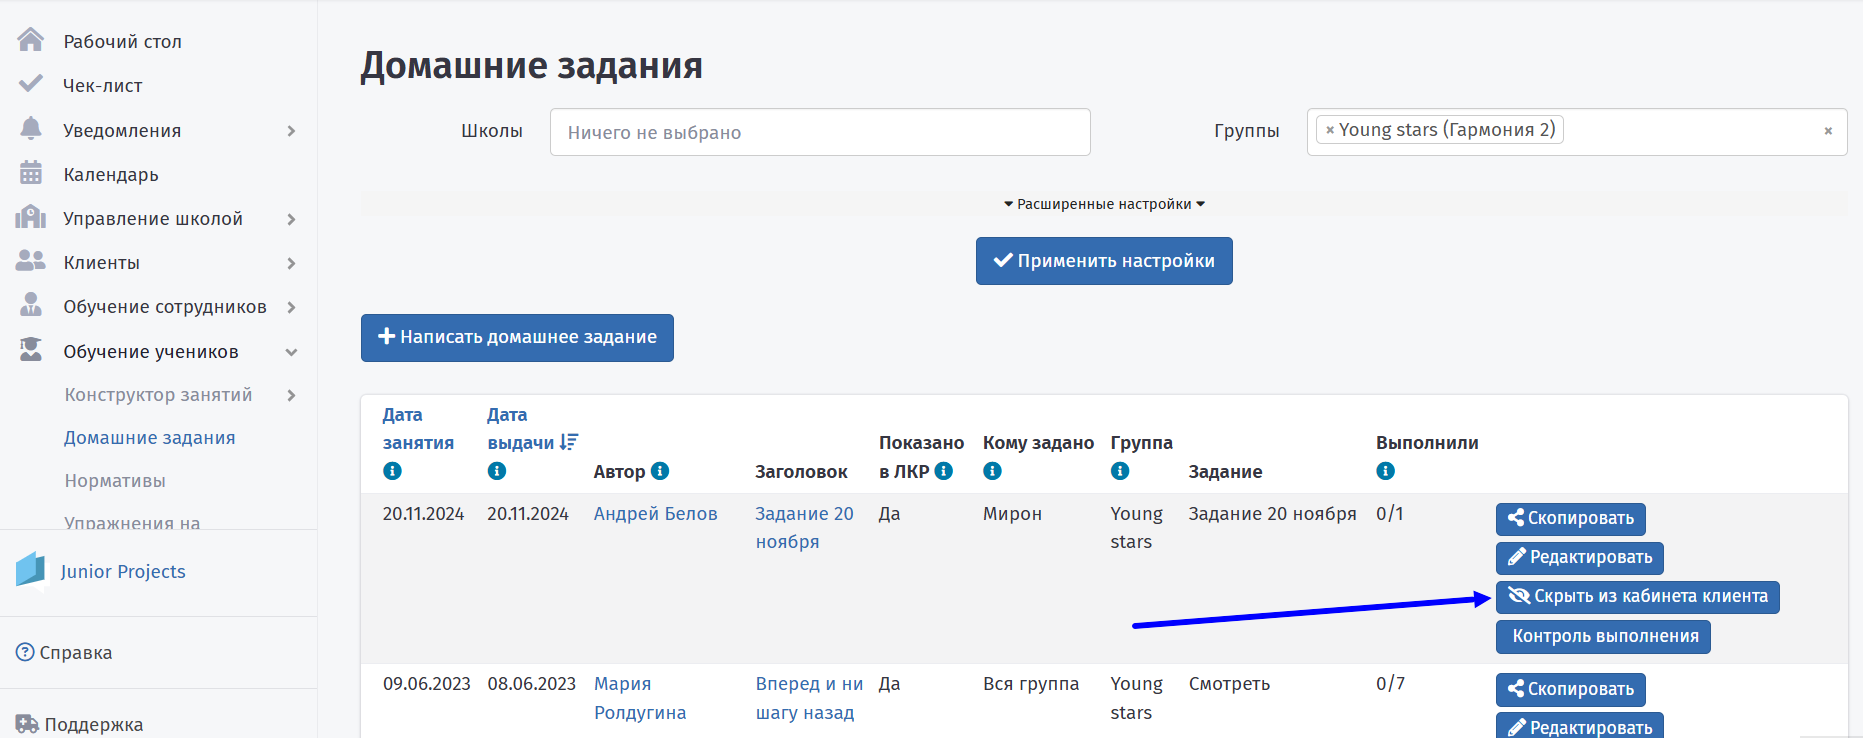 Рабочий стол
Чек-лист
Уведомления
Календарь
Управление школой
Клиенты
Обучение сотрудников
Обучение учеников
Конструктор занятий
Домашние задания
Нормативы
Упражнения на
Junior Projects
Справка
Поддержка
Домашние задания
Школы
Ничего не выбрано
Группы
× Young stars (Гармония 2)
×
Расширенные настройки
Применить настройки
Написать домашнее задание
Дата занятия
Дата выдачи
Автор
Заголовок
Показано в ЛКР
Кому задано
Группа
Задание
Выполнили
20.11.2024
20.11.2024
Андрей Белов
Задание 20
ноября
Да
Мирон
Young
stars
Задание 20 ноября
0/1
Скопировать
Редактировать
Скрыть из кабинета клиента
Контроль выполнения
09.06.2023
08.06.2023
Мария
Ролдугина
Вперед и ни
шагу назад
Да
Вся группа
Young
stars
Смотреть
0/7
Скопировать
Редактировать